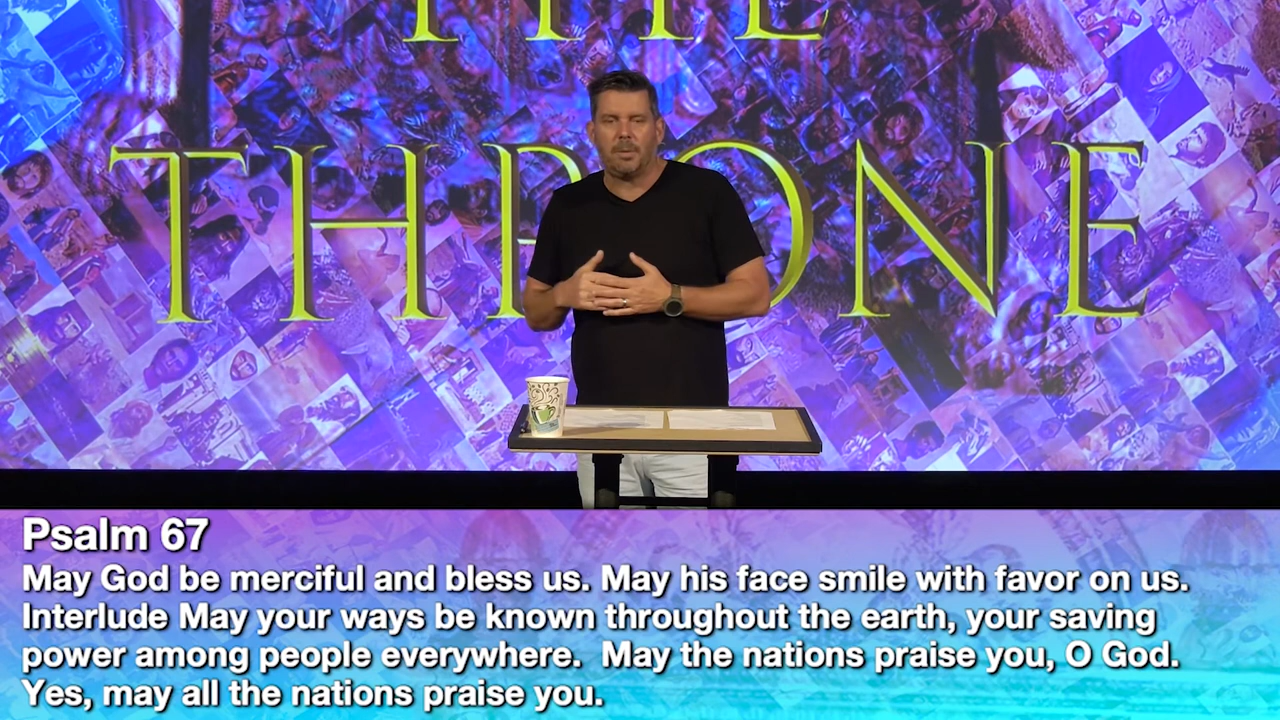 THE
THRONE
Psalm 67
May God be merciful and bless us. May his face smile with favor on us.
Interlude May your ways be known throughout the earth, your saving
power among people everywhere.  May the nations praise you, O God.
Yes, may all the nations praise you.